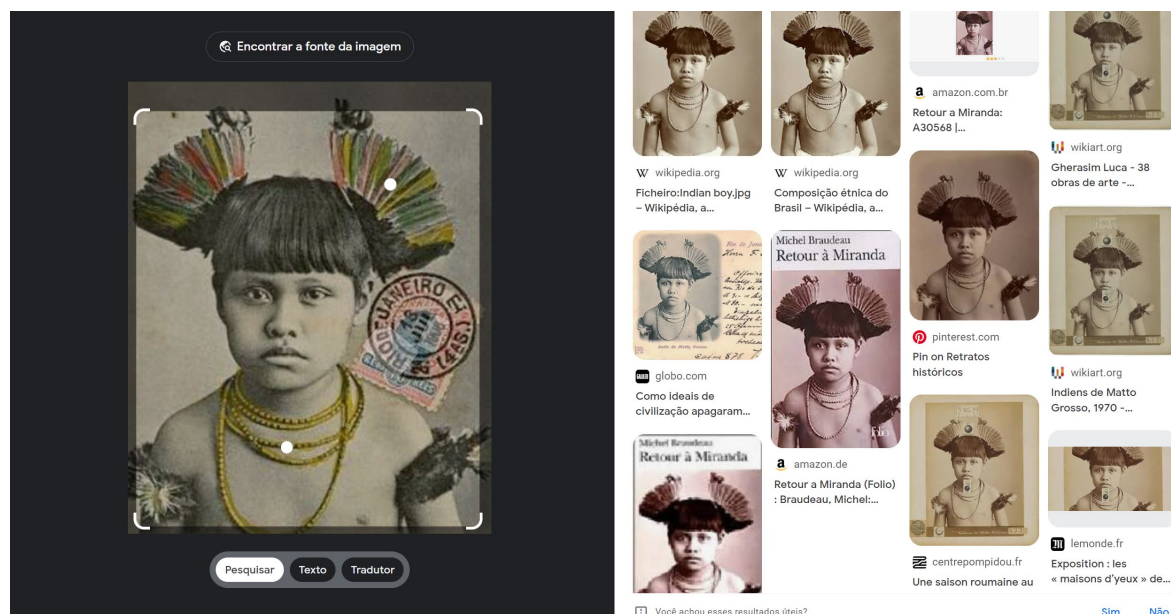 Encontrar a fonte da imagem
RIO DE JANEIRO
Pesquisar
Texto
Tradutor
wikipedia.org
Ficheiro:Indian boy.jpg
– Wikipédia, a...
globo.com
Como ideais de
civilização apagaram...
Michel Braudeau
Retour à Miranda
wikipedia.org
Composição étnica do
Brasil – Wikipédia, a...
Michel Braudeau
Retour à Miranda
folio
amazon.de
Retour a Miranda (Folio)
: Braudeau, Michel:...
amazon.com.br
Retour a Miranda:
A30568 |...
pinterest.com
Pin on Retratos
históricos
centrepompidou.fr
Une saison roumaine au
wikiart.org
Gherasim Luca - 38
obras de arte -...
wikiart.org
Indiens de Matto
Grosso, 1970 -...
lemonde.fr
Exposition : les
« maisons d'yeux » de...
Você achou esses resultados úteis?
Sim
Não